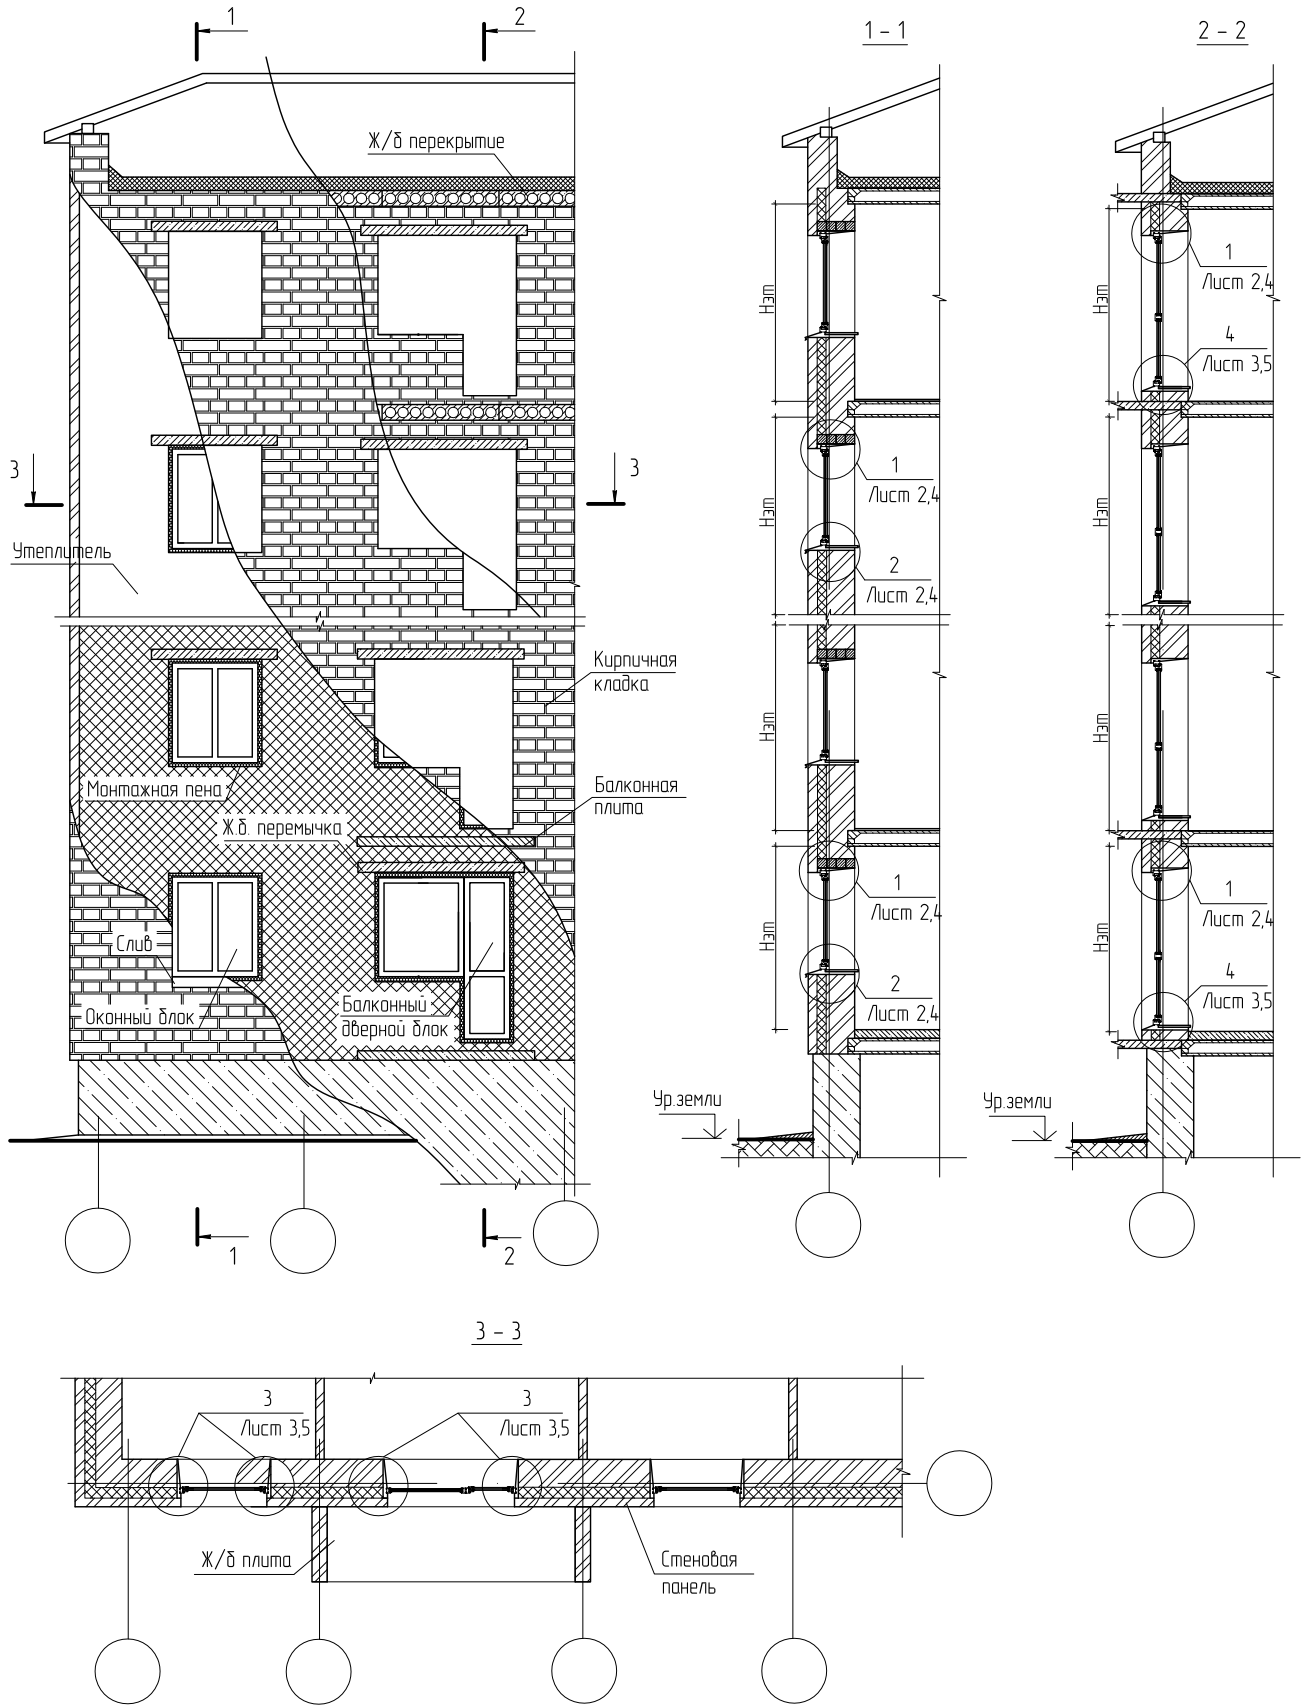 1
2
1 - 1
2 - 2
Ж/б перекрытие
Нэт
Нэт
1
Лист 2,4
4
Лист 3,5
3
3
1
Лист 2,4
Нэт
Нэт
Утеплитель
2
Лист 2,4
Кирпичная
кладка
Нэт
Нэт
Монтажная пена
Балконная
плита
Ж.б. перемычка
1
Лист 2,4
1
Лист 2,4
Нэт
Нэт
Слив
4
Лист 3,5
2
Лист 2,4
Оконный блок
Балконный
дверной блок
Ур.земли
Ур.земли
1
2
3 - 3
3
Лист 3,5
3
Лист 3,5
Ж/б плита
Стеновая
панель